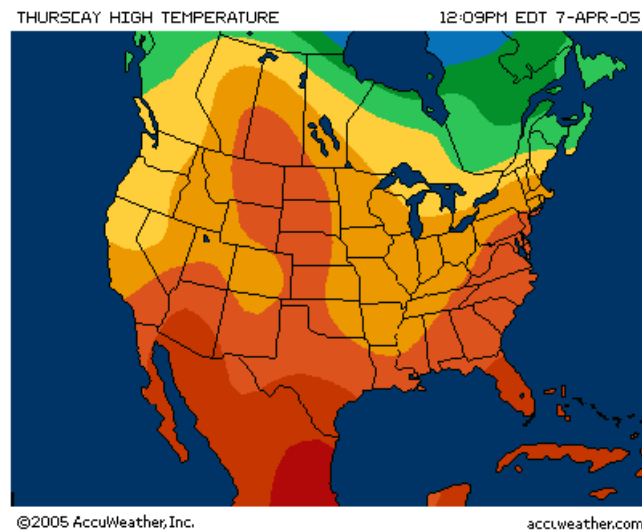 THURSDAY HIGH TEMPERATURE
12:09PM EDT 7-APR-05
©2005 AccuWeather, Inc.
accuweather.com